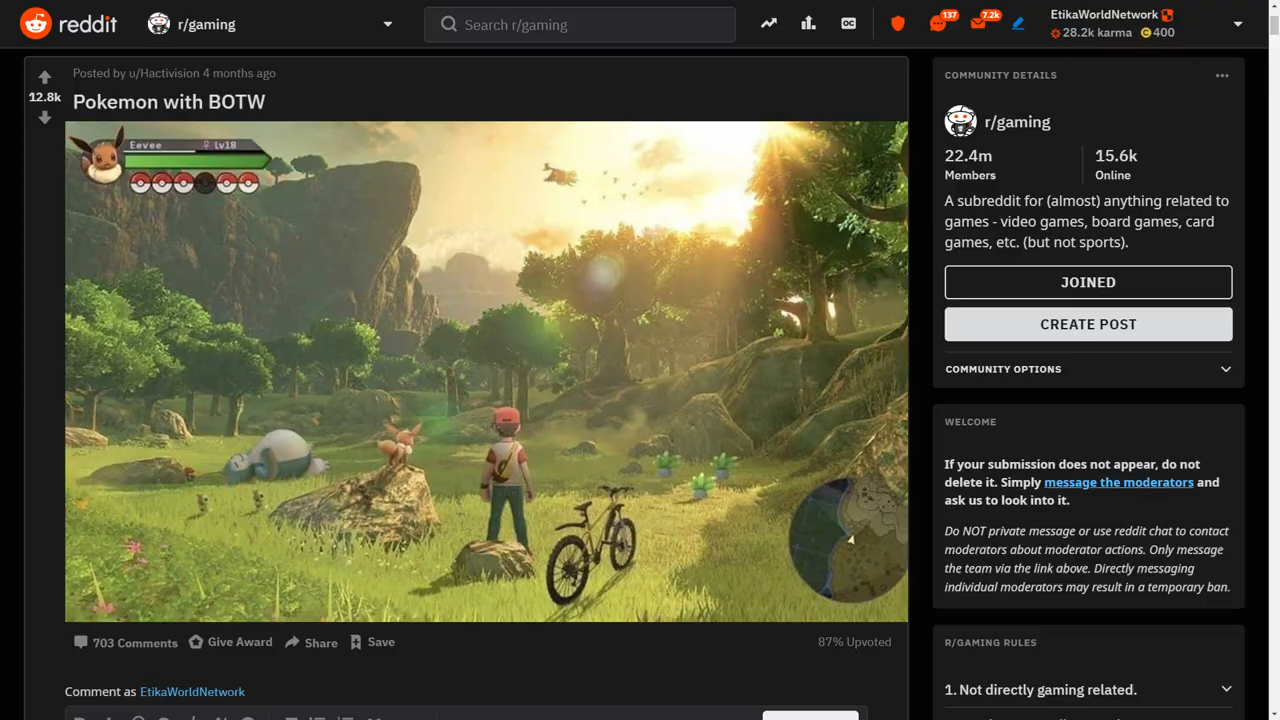 reddit
r/gaming
Search r/gaming
137
7.2k
EtikaWorldNetwork
28.2k karma
C 400
Posted by u/Hactivision 4 months ago
12.8k
Pokemon with BOTW
Eevee ♀ Lvl8
703 Comments Give Award Share Save
87% Upvoted
Comment as EtikaWorldNetwork
COMMUNITY DETAILS
r/gaming
22.4m 15.6k
Members Online
A subreddit for (almost) anything related to
games - video games, board games, card
games, etc. (but not sports).
JOINED
CREATE POST
COMMUNITY OPTIONS
WELCOME
If your submission does not appear, do not
delete it. Simply message the moderators and
ask us to look into it.
Do NOT private message or use reddit chat to contact
moderators about moderator actions. Only message
the team via the link above. Directly messaging
individual moderators may result in a temporary ban.
R/GAMING RULES
1. Not directly gaming related.